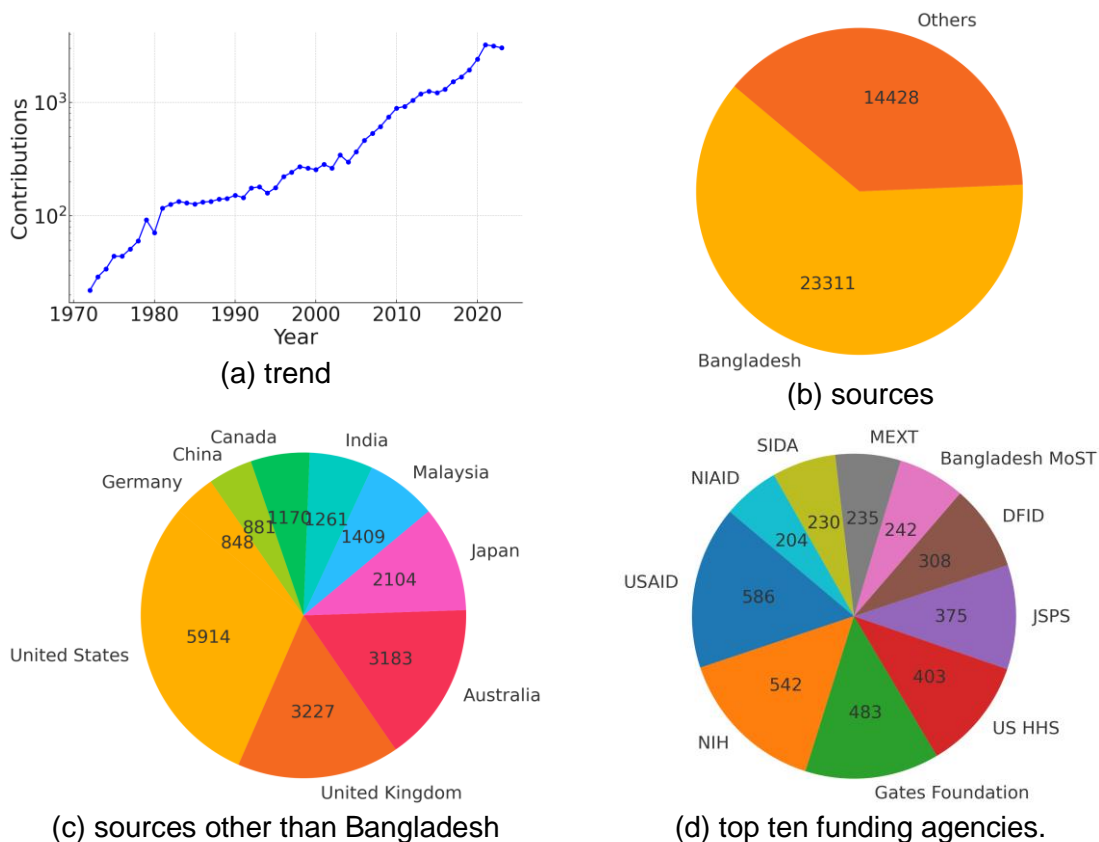 Contributions
10³
10²
1970 1980 1990 2000 2010 2020
Year
(a) trend
Others
14428
23311
Bangladesh
(b) sources
Canada
India
China
Malaysia
Germany
1170
1261
881
848
1409
Japan
2104
5914
United States
3183
Australia
3227
United Kingdom
(c) sources other than Bangladesh
MEXT
SIDA
Bangladesh MoST
NIAID
DFID
230
235
242
204
308
USAID
586
375
JSPS
403
542
483
NIH
US HHS
Gates Foundation
(d) top ten funding agencies.